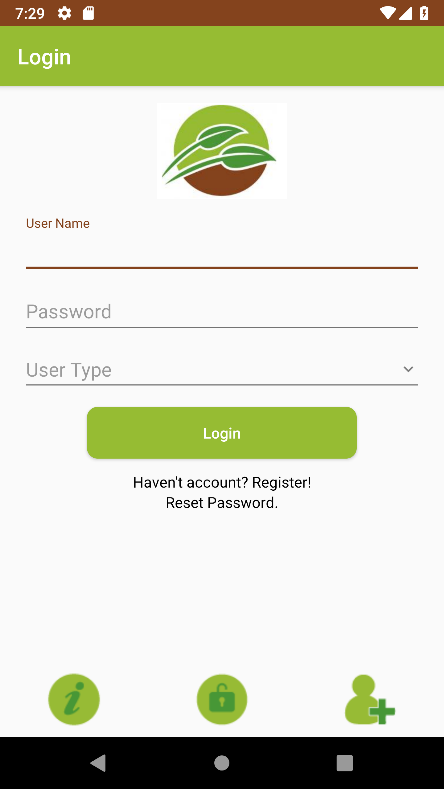 7:29
Login
User Name
Password
User Type
Login
Haven't account? Register!
Reset Password.